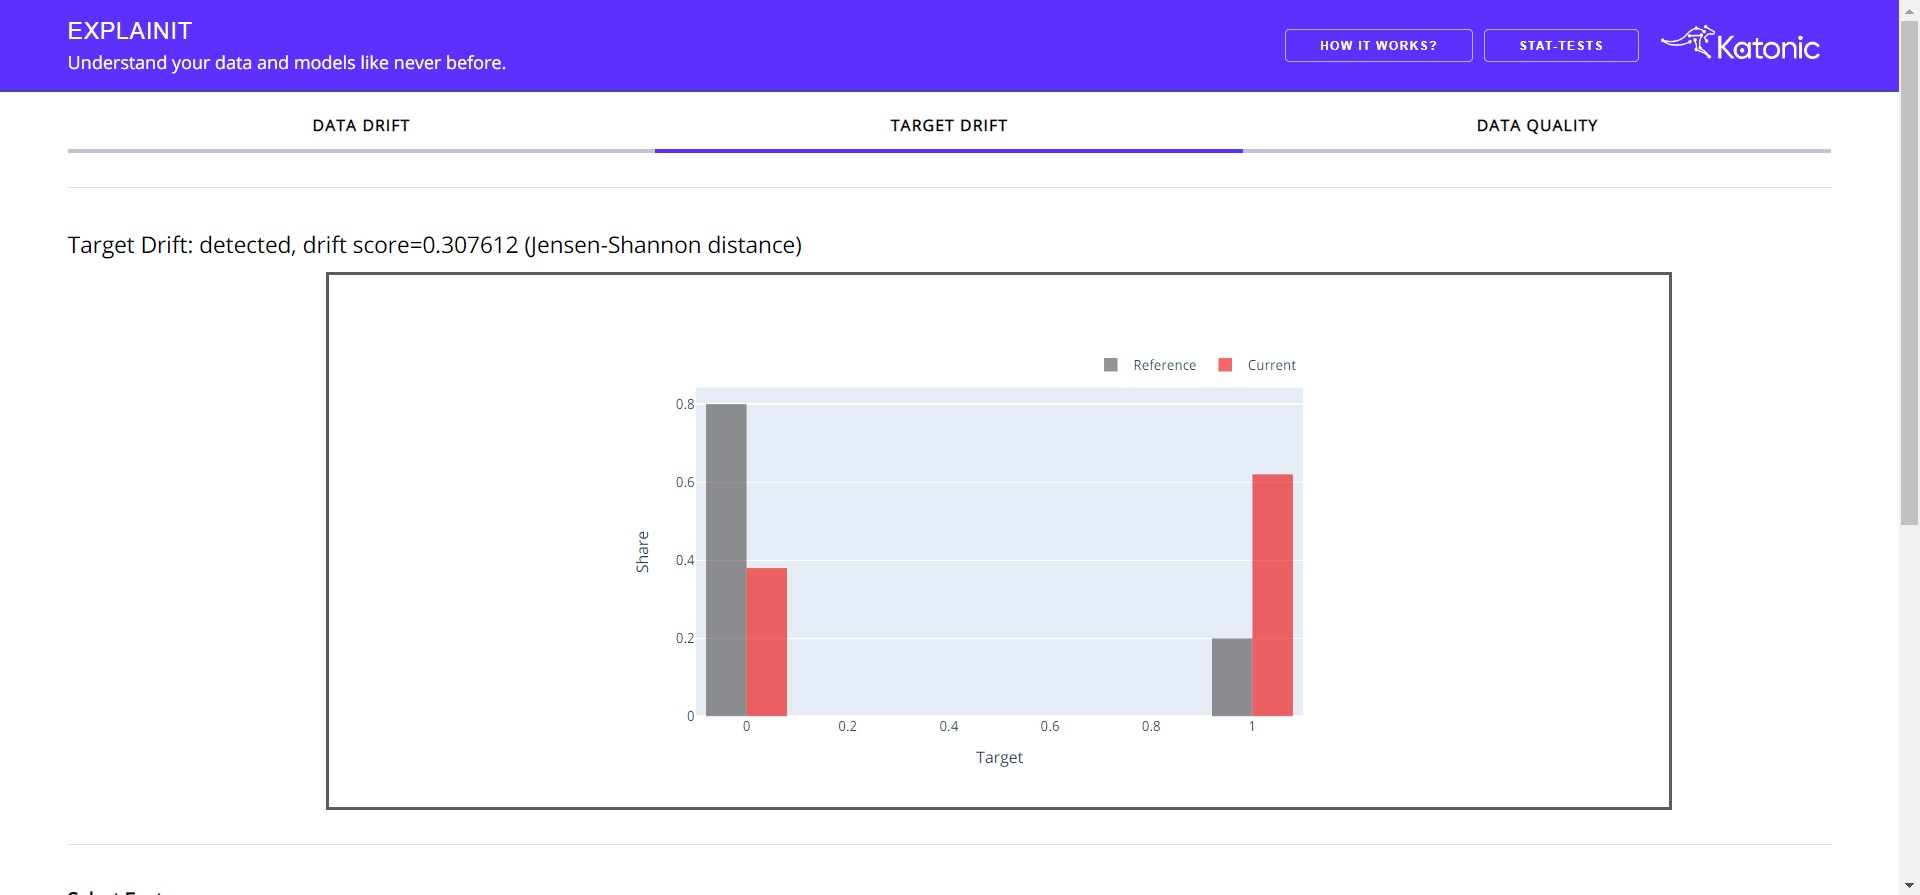 EXPLAINIT
Understand your data and models like never before.
HOW IT WORKS?
STAT-TESTS
Katonic
DATA DRIFT
TARGET DRIFT
DATA QUALITY
Target Drift: detected, drift score=0.307612 (Jensen-Shannon distance)
Reference
Current
0.8
0.6
0.4
0.2
0
Share
0
0.2
0.4
0.6
0.8
1
Target